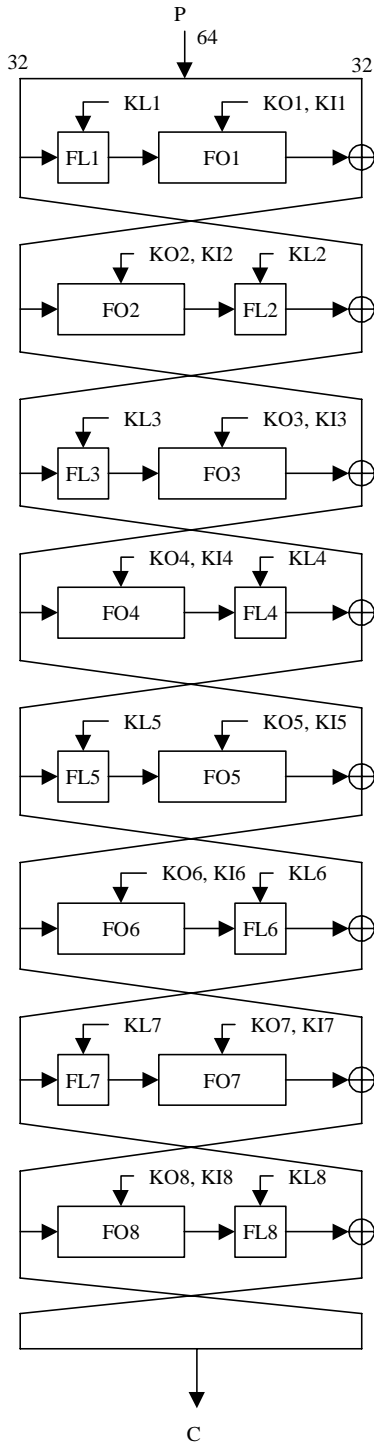 P
64
32 32
KL1 KO1, KI1
FL1 FO1
KO2, KI2 KL2
FO2 FL2
KL3 KO3, KI3
FL3 FO3
KO4, KI4 KL4
FO4 FL4
KL5 KO5, KI5
FL5 FO5
KO6, KI6 KL6
FO6 FL6
KL7 KO7, KI7
FL7 FO7
KO8, KI8 KL8
FO8 FL8
C